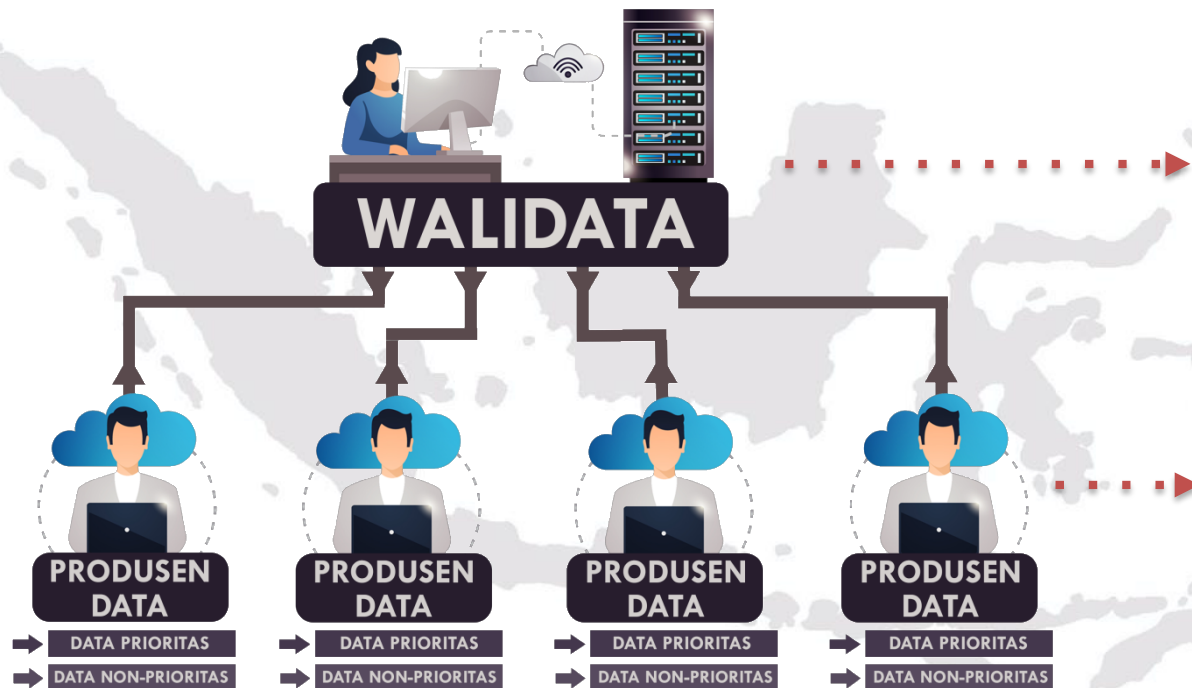 WALIDATA
PRODUSEN
DATA
DATA PRIORITAS
DATA NON-PRIORITAS
PRODUSEN
DATA
DATA PRIORITAS
DATA NON-PRIORITAS
PRODUSEN
DATA
DATA PRIORITAS
DATA NON-PRIORITAS
PRODUSEN
DATA
DATA PRIORITAS
DATA NON-PRIORITAS